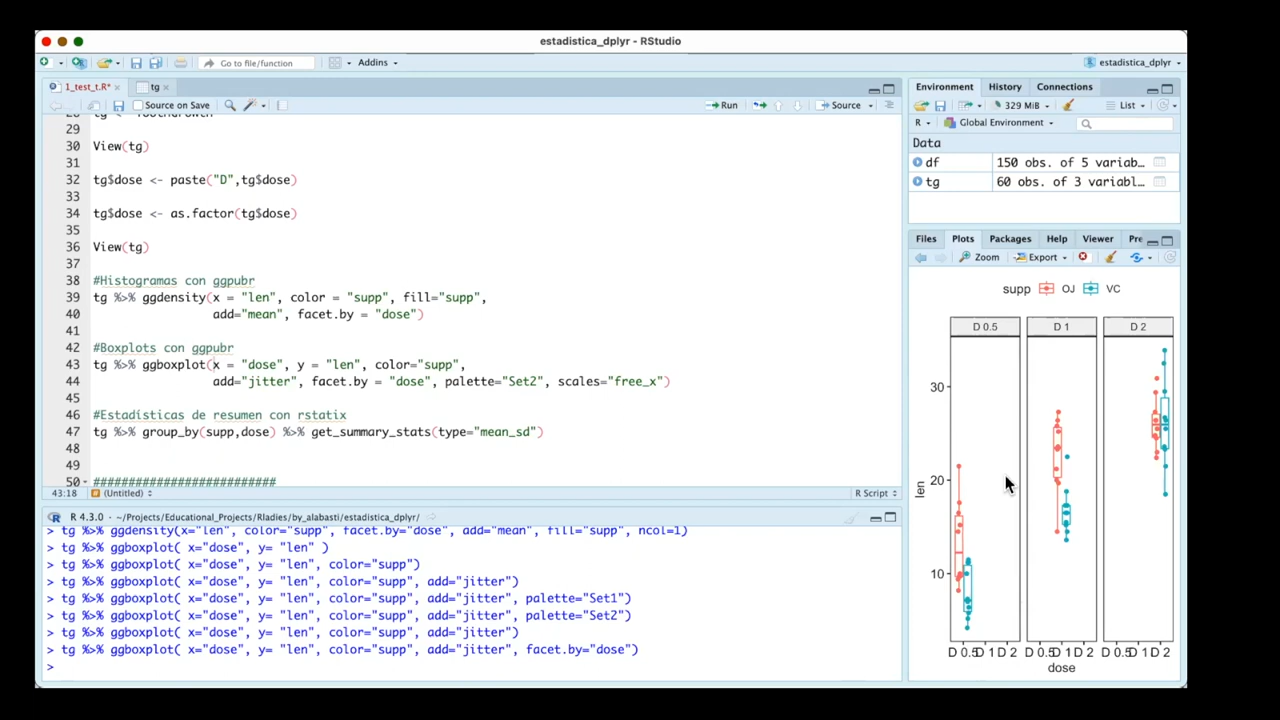 estadistica_dplyr - RStudio
Go to file/function
Addins
estadistica_dplyr
1_test_t.R*
tg
Source on Save
Run
Source
29
30 View(tg)
31
32 tg$dose <- paste("D",tg$dose)
33
34 tg$dose <- as.factor(tg$dose)
35
36 View(tg)
37
38 #Histogramas con ggpubr
39 tg %>% ggdensity(x = "len", color = "supp", fill="supp",
40 add="mean", facet.by = "dose")
41
42 #Boxplots con ggpubr
43 tg %>% ggboxplot(x = "dose", y = "len", color="supp",
44 add="jitter", facet.by = "dose", palette="Set2", scales="free_x")
45
46 #Estadísticas de resumen con rstatix
47 tg %>% group_by(supp,dose) %>% get_summary_stats(type="mean_sd")
48
49
50 #########################
43:18
(Untitled)
R Script
R 4.3.0 · ~/Projects/Educational_Projects/Rladies/by_alabasti/estadistica_dplyr/
> tg %>% ggdensity(x="len", color="supp", facet.by="dose", add="mean", fill="supp", ncol=1)
> tg %>% ggboxplot( x="dose", y= "len" )
> tg %>% ggboxplot( x="dose", y= "len", color="supp")
> tg %>% ggboxplot( x="dose", y= "len", color="supp", add="jitter")
> tg %>% ggboxplot( x="dose", y= "len", color="supp", add="jitter", palette="Set1")
> tg %>% ggboxplot( x="dose", y= "len", color="supp", add="jitter", palette="Set2")
> tg %>% ggboxplot( x="dose", y= "len", color="supp", add="jitter")
> tg %>% ggboxplot( x="dose", y= "len", color="supp", add="jitter", facet.by="dose")
>
Environment History Connections
329 MiB
List
R
Global Environment
Data
df 150 obs. of 5 variab...
tg 60 obs. of 3 variabl...
Files Plots Packages Help Viewer Pre
Zoom Export
supp OJ VC
D 0.5 D 1 D 2
30
20
10
len
D 0.5 D 1 D 2 D 0.5 D 1 D 2 D 0.5 D 1 D 2
dose